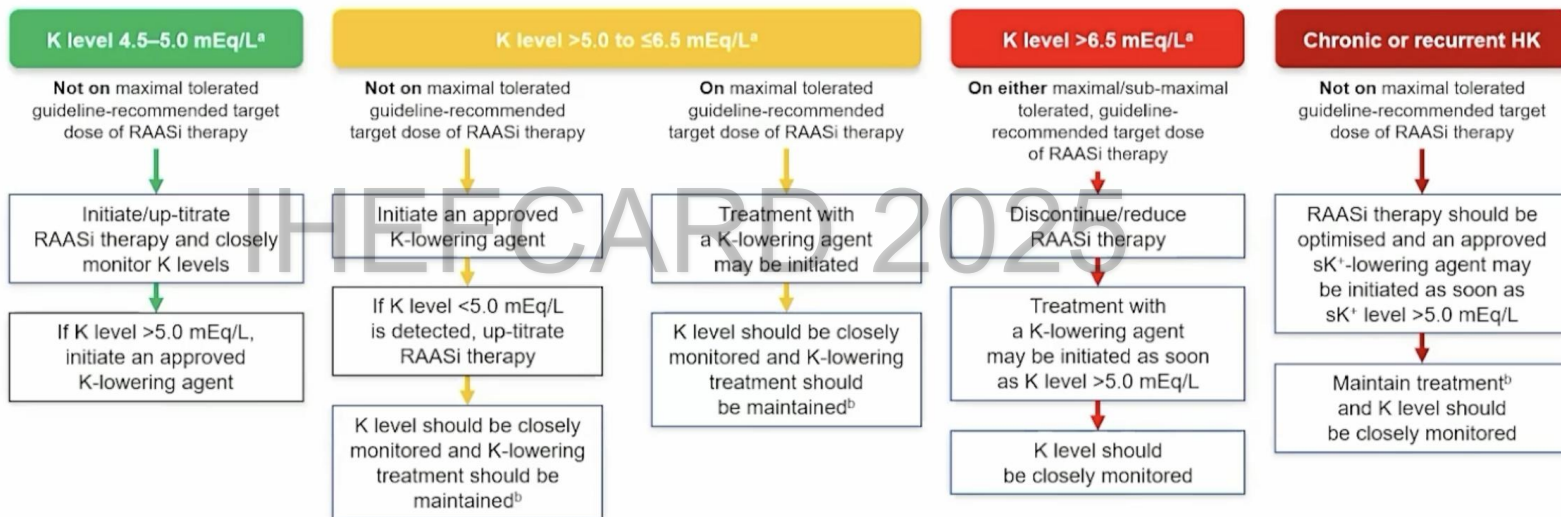 K level 4.5–5.0 mEq/Lᵃ
Not on maximal tolerated
guideline-recommended target
dose of RAASi therapy
Initiate/up-titrate
RAASi therapy and closely
monitor K levels
If K level >5.0 mEq/L,
initiate an approved
K-lowering agent
K level >5.0 to ≤6.5 mEq/Lᵃ
Not on maximal tolerated
guideline-recommended
target dose of RAASi therapy
Initiate an approved
K-lowering agent
If K level <5.0 mEq/L
is detected, up-titrate
RAASi therapy
K level should be closely
monitored and K-lowering
treatment should be
maintainedᵇ
On maximal tolerated
guideline-recommended
target dose of RAASi therapy
Treatment with
a K-lowering agent
may be initiated
K level should be closely
monitored and K-lowering
treatment should
be maintainedᵇ
K level >6.5 mEq/Lᵃ
On either maximal/sub-maximal
tolerated, guideline-
recommended target dose
of RAASi therapy
Discontinue/reduce
RAASi therapy
Treatment with
a K-lowering agent
may be initiated as soon
as K level >5.0 mEq/L
K level should
be closely monitored
Chronic or recurrent HK
Not on maximal tolerated
guideline-recommended target
dose of RAASi therapy
RAASi therapy should be
optimised and an approved
sK⁺-lowering agent may
be initiated as soon as
sK⁺ level >5.0 mEq/L
Maintain treatmentᵇ
and K level should
be closely monitored
IHEFCARD 2025